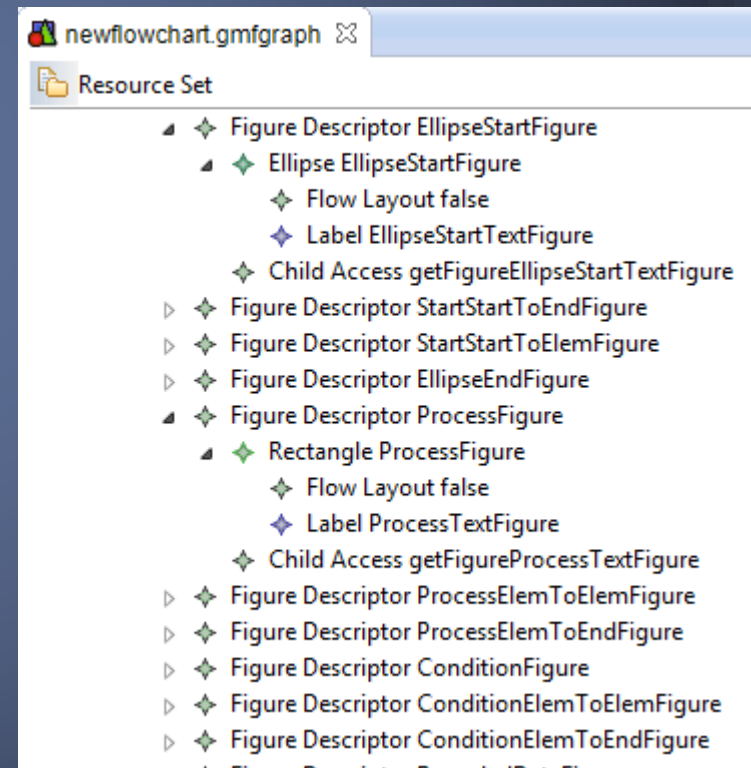 newflowchart.gmfgraph
Resource Set
Figure Descriptor EllipseStartFigure
Ellipse EllipseStartFigure
Flow Layout false
Label EllipseStartTextFigure
Child Access getFigureEllipseStartTextFigure
Figure Descriptor StartStartToEndFigure
Figure Descriptor StartStartToElemFigure
Figure Descriptor EllipseEndFigure
Figure Descriptor ProcessFigure
Rectangle ProcessFigure
Flow Layout false
Label ProcessTextFigure
Child Access getFigureProcessTextFigure
Figure Descriptor ProcessElemToElemFigure
Figure Descriptor ProcessElemToEndFigure
Figure Descriptor ConditionFigure
Figure Descriptor ConditionElemToElemFigure
Figure Descriptor ConditionElemToEndFigure
Figure Descriptor